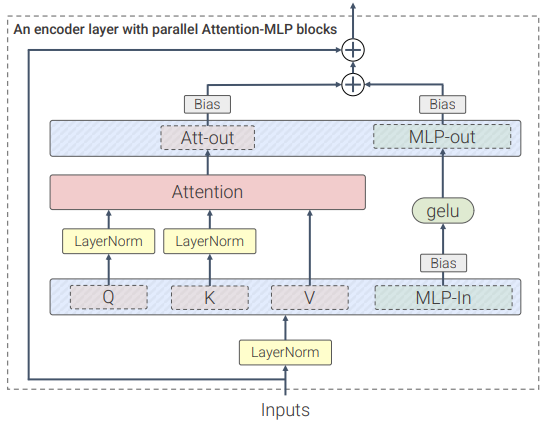 An encoder layer with parallel Attention-MLP blocks
Bias
Bias
Att-out
MLP-out
Attention
gelu
LayerNorm
LayerNorm
Bias
Q
K
V
MLP-In
LayerNorm
Inputs